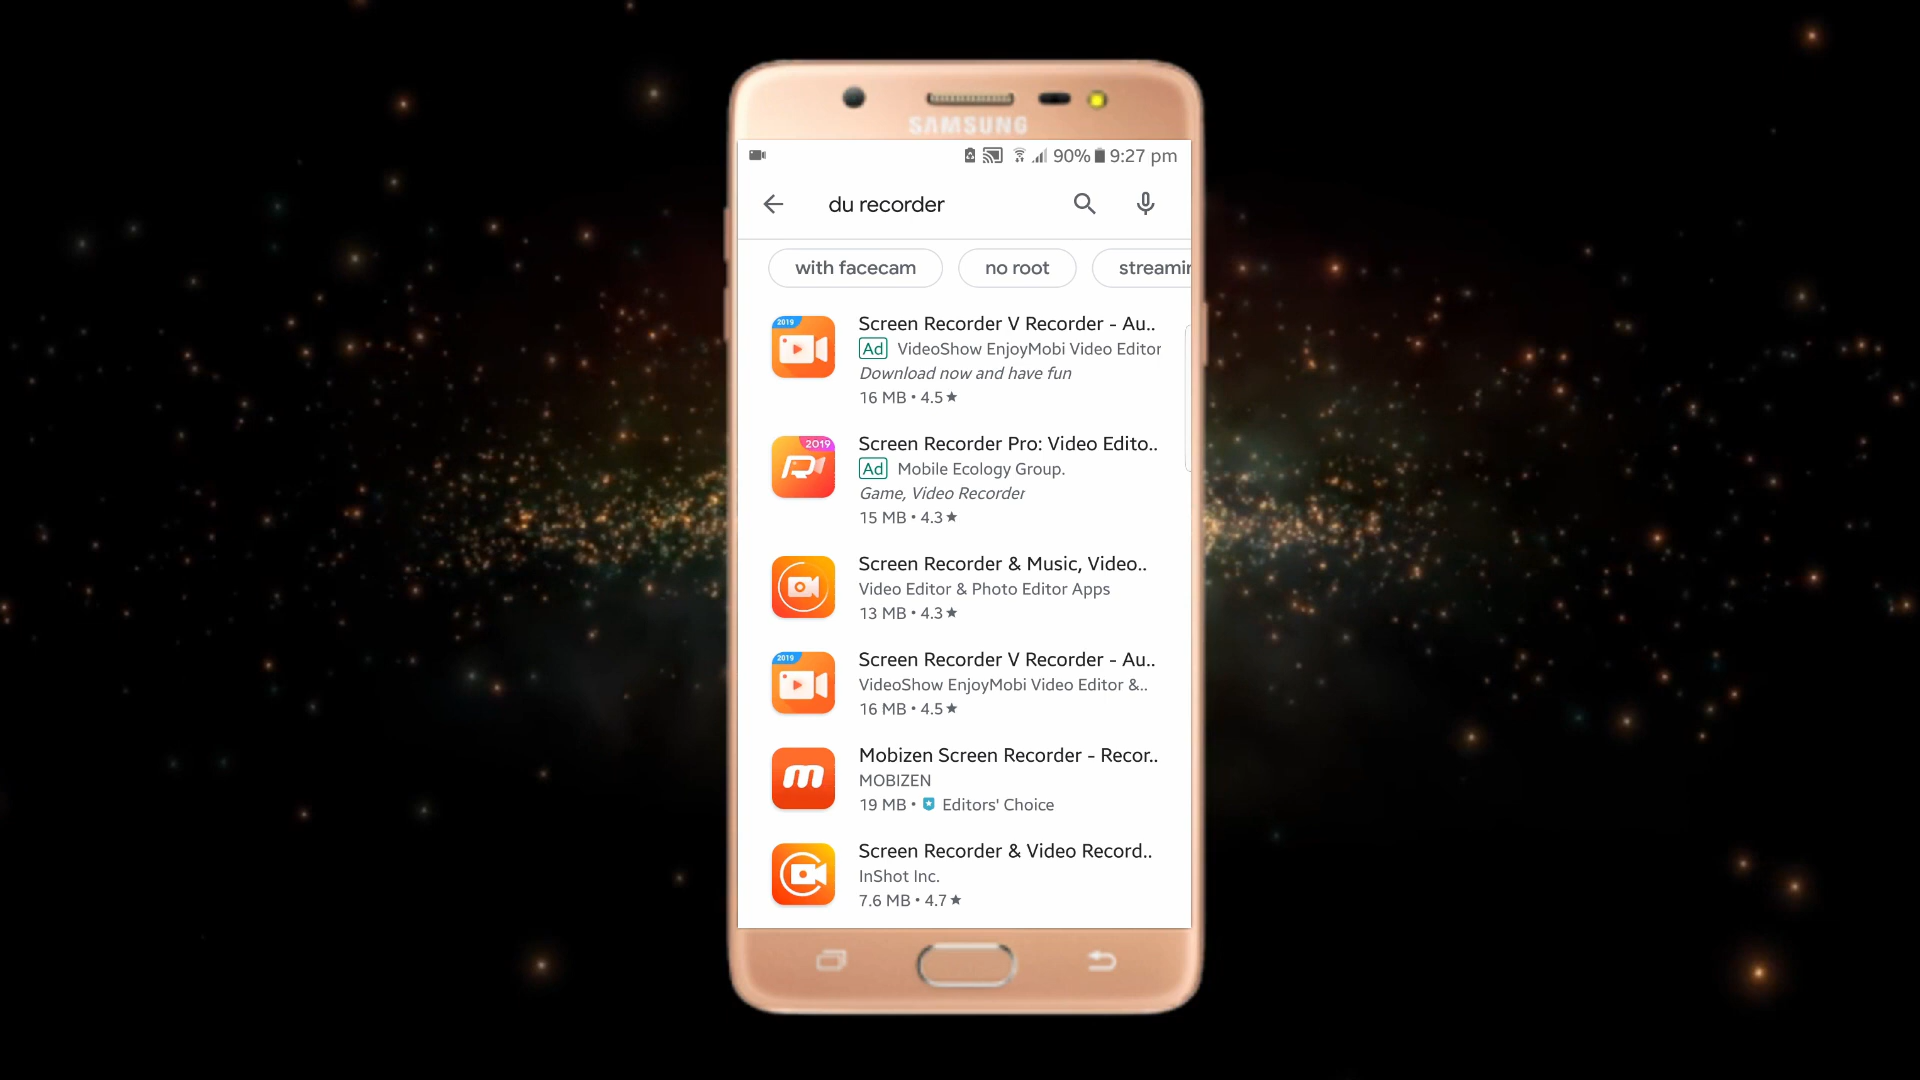 SAMSUNG
90% 9:27 pm
du recorder
with facecam no root streamin
2019
Screen Recorder V Recorder - Au..
Ad VideoShow EnjoyMobi Video Editor
Download now and have fun
16 MB • 4.5★
2019
Screen Recorder Pro: Video Edito..
Ad Mobile Ecology Group.
Game, Video Recorder
15 MB • 4.3★
Screen Recorder & Music, Video..
Video Editor & Photo Editor Apps
13 MB • 4.3★
2019
Screen Recorder V Recorder - Au..
VideoShow EnjoyMobi Video Editor &..
16 MB • 4.5★
m
Mobizen Screen Recorder - Recor..
MOBIZEN
19 MB • Editors' Choice
Screen Recorder & Video Record..
InShot Inc.
7.6 MB • 4.7★